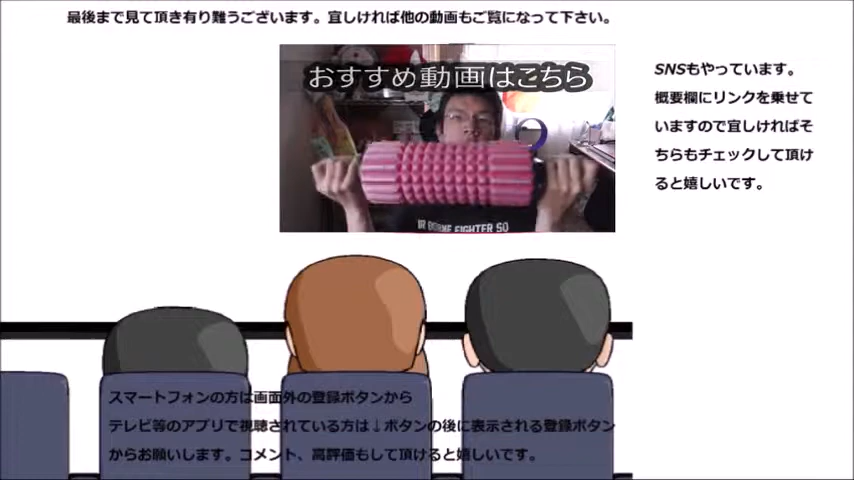 最後まで見て頂き有り難うございます。宜しければ他の動画もご覧になって下さい。
おすすめ動画はこちら
SNSもやっています。
概要欄にリンクを乗せて
いますので宜しければそ
ちらもチェックして頂け
ると嬉しいです。
スマートフォンの方は画面外の登録ボタンから
テレビ等のアプリで視聴されている方は↓ボタンの後に表示される登録ボタン
からお願いします。コメント、高評価もして頂けると嬉しいです。